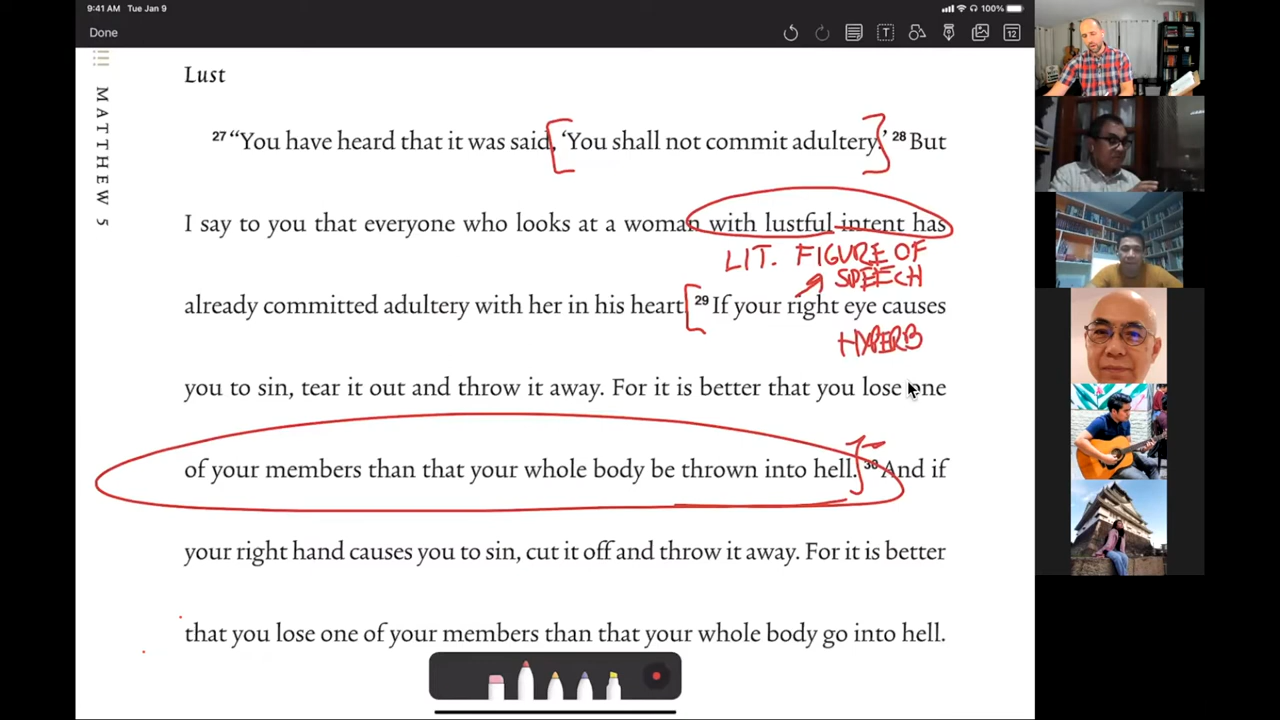 9:41 AM Tue Jan 9
100%
Done
12
MATTHEW 5
Lust
27 “You have heard that it was said, ‘You shall not commit adultery.’ 28 But
I say to you that everyone who looks at a woman with lustful intent has
LIT. FIGURE OF
SPEECH
already committed adultery with her in his heart. 29 If your right eye causes
HYPERB
you to sin, tear it out and throw it away. For it is better that you lose one
of your members than that your whole body be thrown into hell. 30 And if
your right hand causes you to sin, cut it off and throw it away. For it is better
that you lose one of your members than that your whole body go into hell.